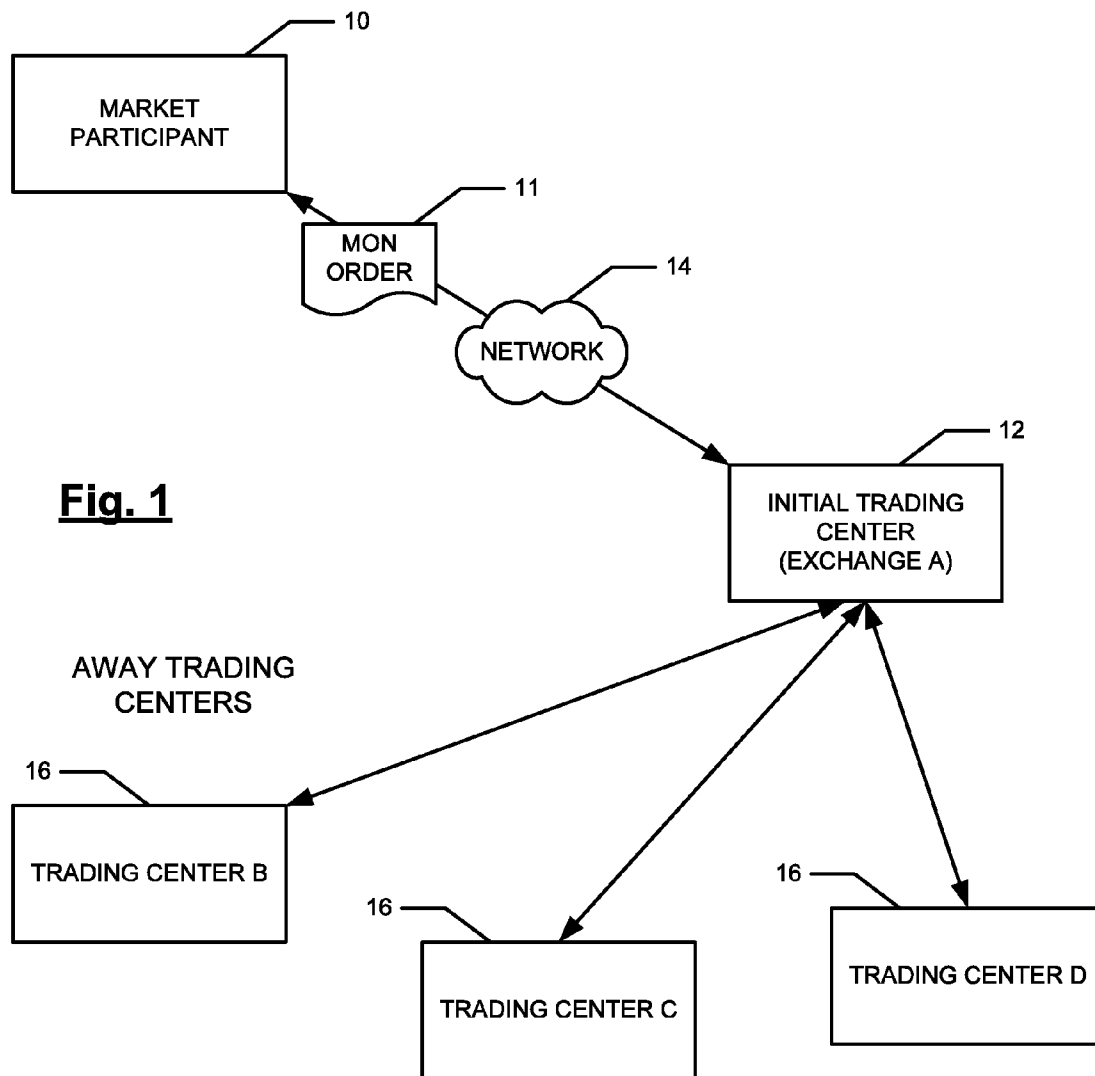 10
MARKET
PARTICIPANT
11
MON
ORDER
14
NETWORK
12
INITIAL TRADING
CENTER
(EXCHANGE A)
Fig. 1
AWAY TRADING
CENTERS
16
TRADING CENTER B
16
TRADING CENTER C
16
TRADING CENTER D